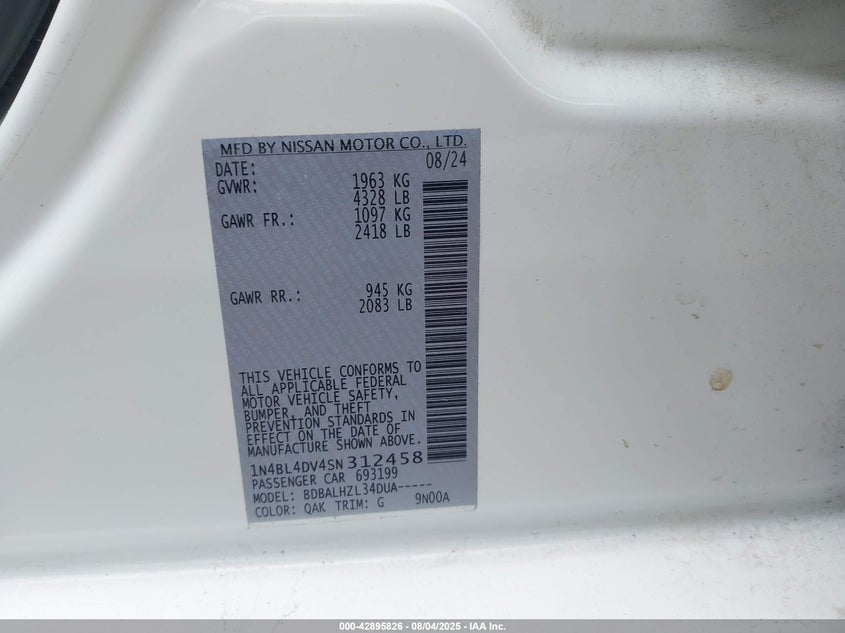 MFD BY NISSAN MOTOR CO., LTD.
DATE: 08/24
GVWR: 1963 KG
4328 LB
GAWR FR.: 1097 KG
2418 LB
GAWR RR.: 945 KG
2083 LB
THIS VEHICLE CONFORMS TO
ALL APPLICABLE FEDERAL
MOTOR VEHICLE SAFETY,
BUMPER, AND THEFT
PREVENTION STANDARDS IN
EFFECT ON THE DATE OF
MANUFACTURE SHOWN ABOVE.
1N4BL4DV4SN312458
PASSENGER CAR 693199
MODEL: BDBALHZL34DUA-----
COLOR: QAK TRIM: G 9N00A
000-42895826 - 08/04/2025 - IAA Inc.